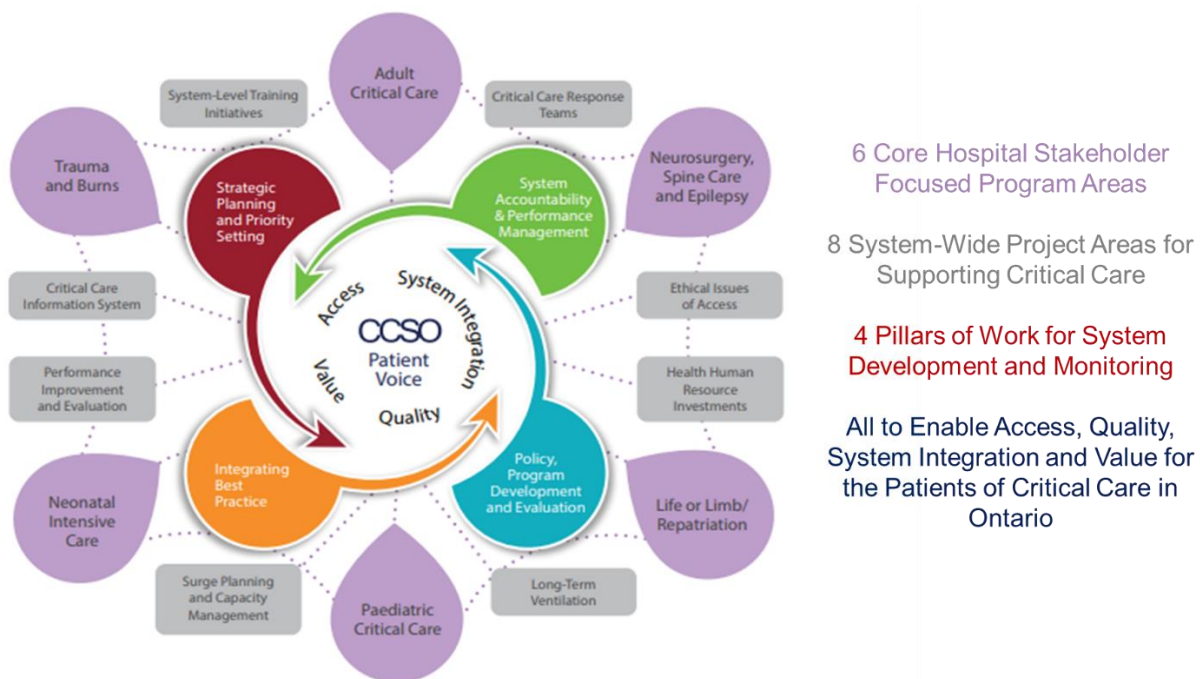 Adult
Critical Care
System-Level Training
Initiatives
Critical Care Response
Teams
Trauma
and Burns
Neurosurgery,
Spine Care
and Epilepsy
Strategic
Planning
and Priority
Setting
System
Accountability
& Performance
Management
Critical Care
Information System
Ethical Issues
of Access
Access
System Integration
CCSO
Patient
Voice
Value
Quality
Performance
Improvement
and Evaluation
Health Human
Resource
Investments
Integrating
Best
Practice
Policy,
Program
Development
and Evaluation
Neonatal
Intensive
Care
Life or Limb/
Repatriation
Surge Planning
and Capacity
Management
Long-Term
Ventilation
Paediatric
Critical Care
6 Core Hospital Stakeholder
Focused Program Areas
8 System-Wide Project Areas for
Supporting Critical Care
4 Pillars of Work for System
Development and Monitoring
All to Enable Access, Quality,
System Integration and Value for
the Patients of Critical Care in
Ontario